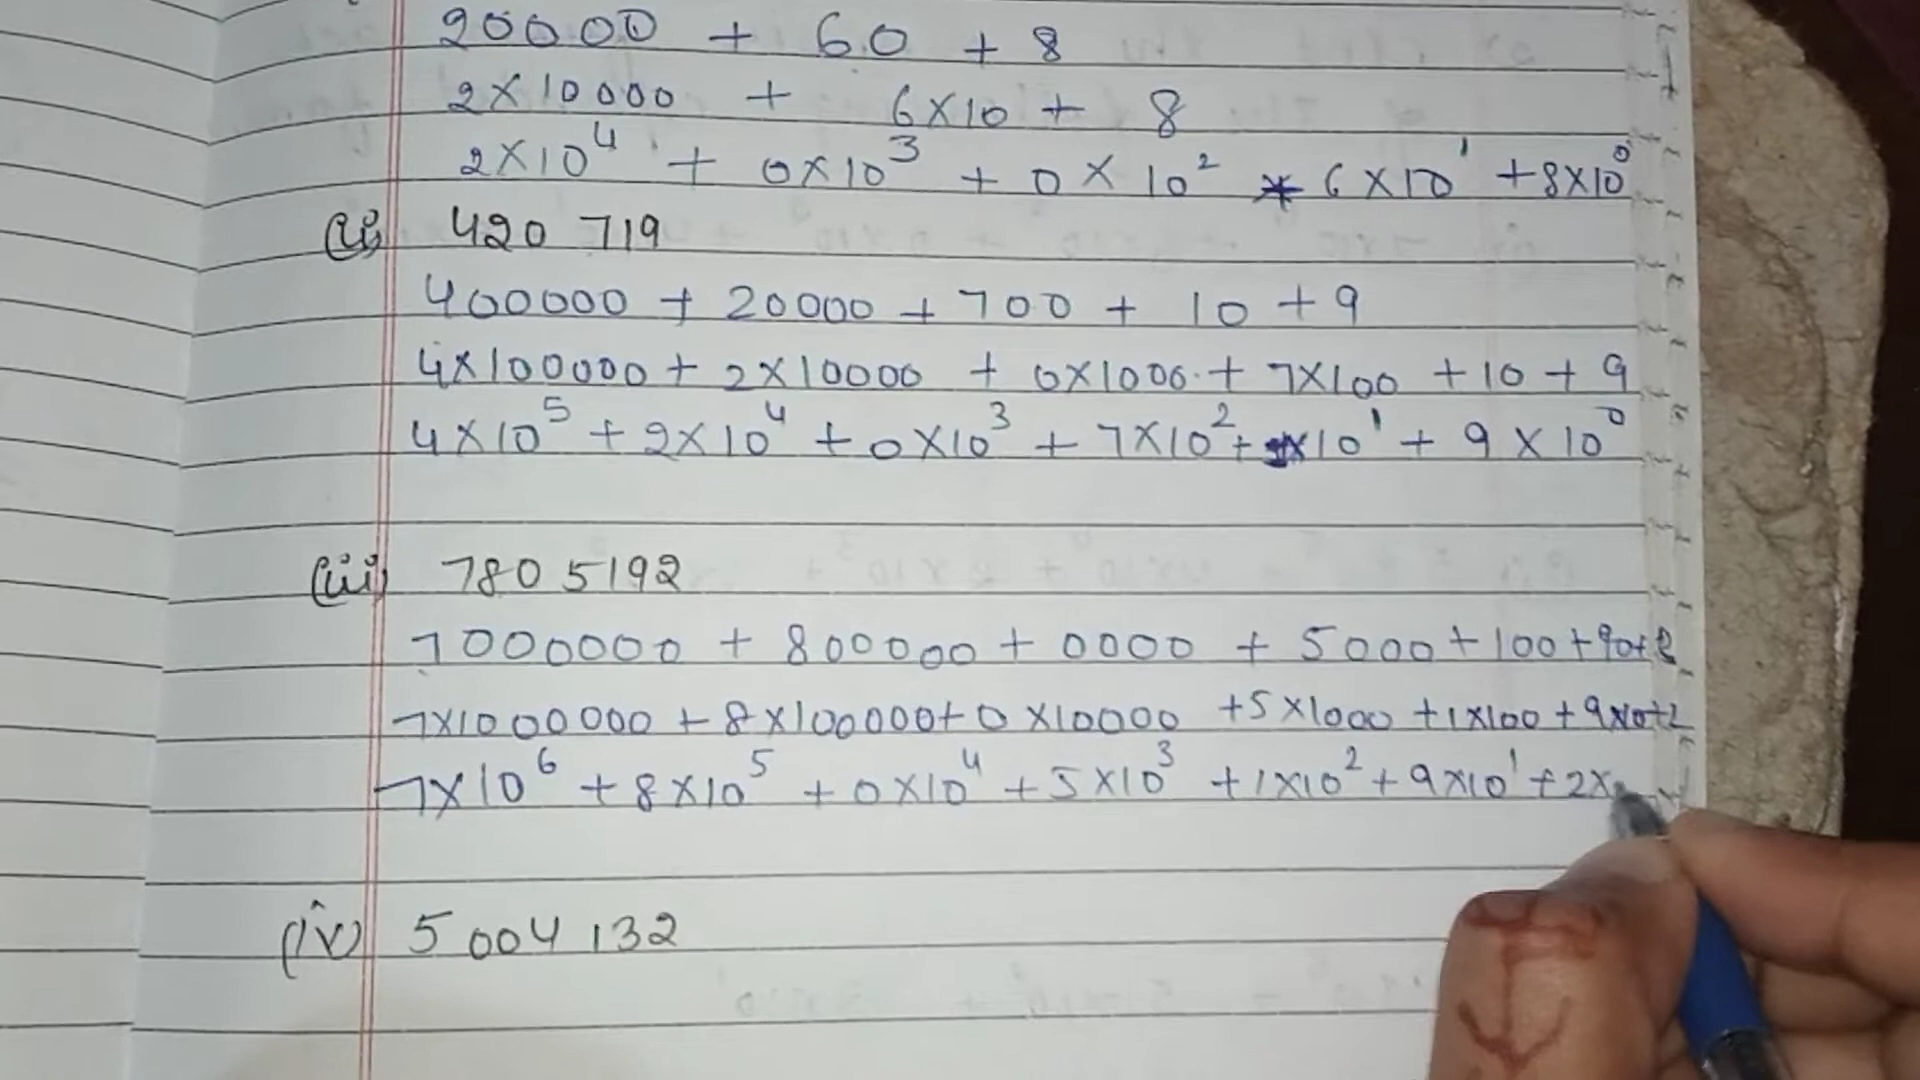 20000 + 60 + 8
2×10000 + 6×10 + 8
2×10⁴ + 0×10³ + 0×10² + 6×10¹ + 8×10⁰
(ii) 420 719
400000 + 20000 + 700 + 10 + 9
4×100000 + 2×10000 + 0×1000 + 7×100 + 10 + 9
4×10⁵ + 2×10⁴ + 0×10³ + 7×10² + 1×10¹ + 9×10⁰
(iii) 780 5192
7000000 + 800000 + 0000 + 5000 + 100 + 90 + 2
7×1000000 + 8×100000 + 0×10000 + 5×1000 + 1×100 + 9×10 + 2
7×10⁶ + 8×10⁵ + 0×10⁴ + 5×10³ + 1×10² + 9×10¹ + 2×
(iv) 5004132